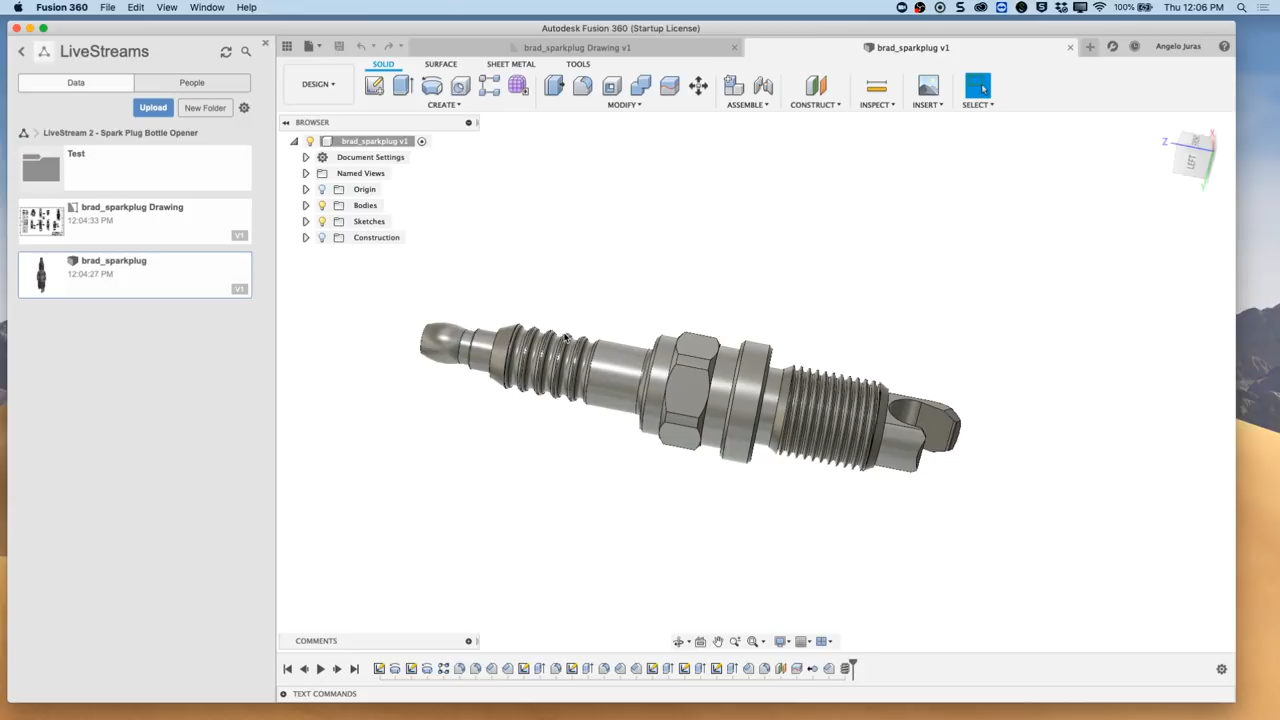 Fusion 360 File Edit View Window Help
100% Thu 12:06 PM
Autodesk Fusion 360 (Startup License)
LiveStreams
Data People
Upload New Folder
LiveStream 2 - Spark Plug Bottle Opener
Test
brad_sparkplug Drawing
12:04:33 PM
V1
brad_sparkplug
12:04:27 PM
V1
brad_sparkplug Drawing v1
brad_sparkplug v1
Angelo Juras
DESIGN
SOLID SURFACE SHEET METAL TOOLS
CREATE MODIFY ASSEMBLE CONSTRUCT INSPECT INSERT SELECT
BROWSER
brad_sparkplug v1
Document Settings
Named Views
Origin
Bodies
Sketches
Construction
Z
X
Y
LEFT
COMMENTS
TEXT COMMANDS